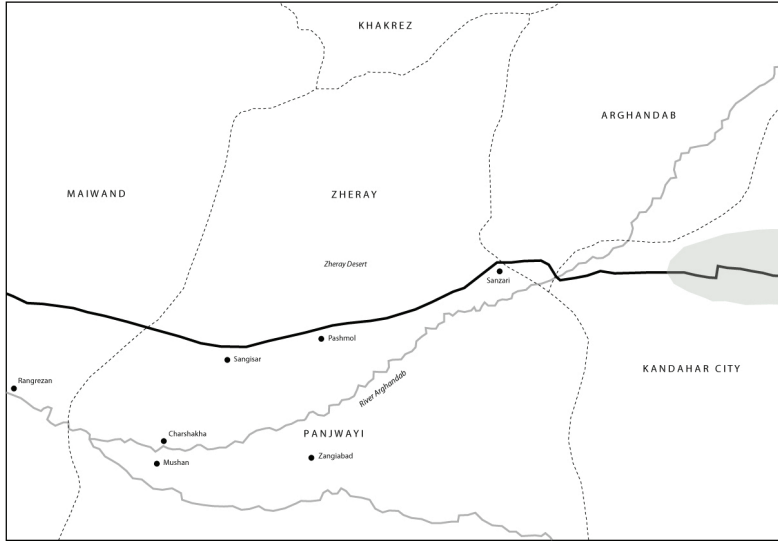 KHAKREZ
ARGHANDAB
MAIWAND
ZHERAY
Zheray Desert
Sanzari
Pashmol
Sangisar
KANDAHAR CITY
Rangrezan
River Arghandab
PANJWAYI
Charshakha
Zangiabad
Mushan